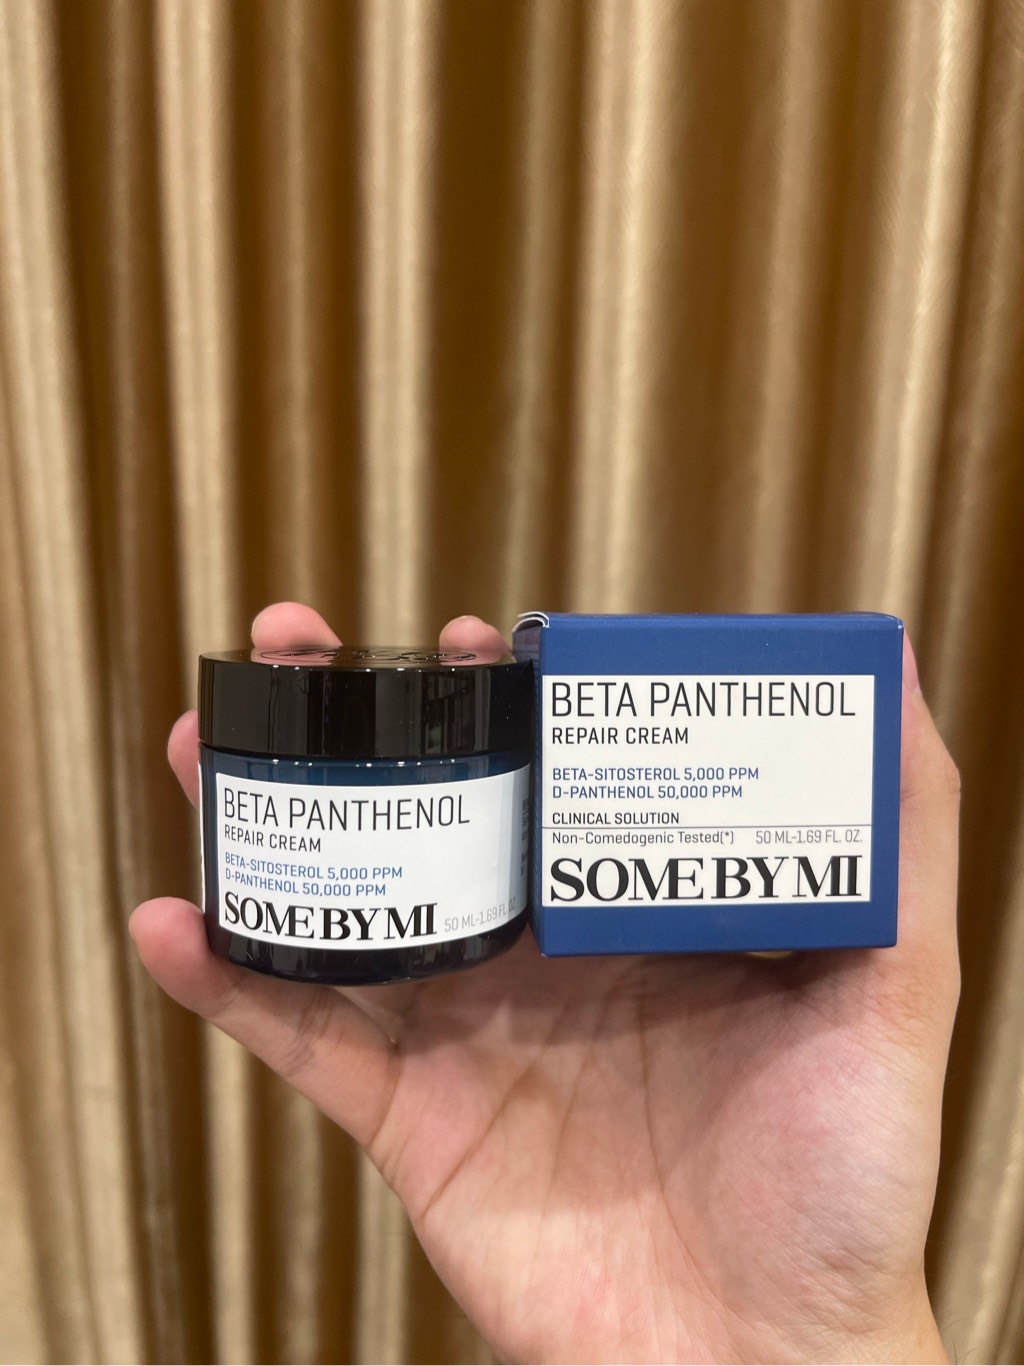 BETA PANTHENOL
REPAIR CREAM
BETA-SITOSTEROL 5,000 PPM
D-PANTHENOL 50,000 PPM
SOME BY MI 50 ML-1.69 FL. OZ.
BETA PANTHENOL
REPAIR CREAM
BETA-SITOSTEROL 5,000 PPM
D-PANTHENOL 50,000 PPM
CLINICAL SOLUTION
Non-Comedogenic Tested(*) 50 ML-1.69 FL. OZ.
SOME BY MI